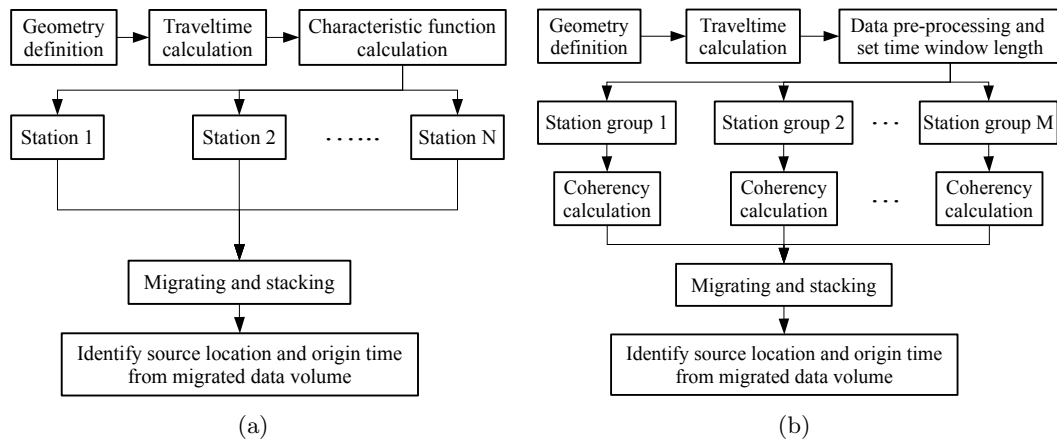 Geometry
definition
Traveltime
calculation
Characteristic function
calculation
Station 1
Station 2
······
Station N
Migrating and stacking
Identify source location and origin time
from migrated data volume
(a)
Geometry
definition
Traveltime
calculation
Data pre-processing and
set time window length
Station group 1
Station group 2
···
Station group M
Coherency
calculation
Coherency
calculation
···
Coherency
calculation
Migrating and stacking
Identify source location and origin time
from migrated data volume
(b)